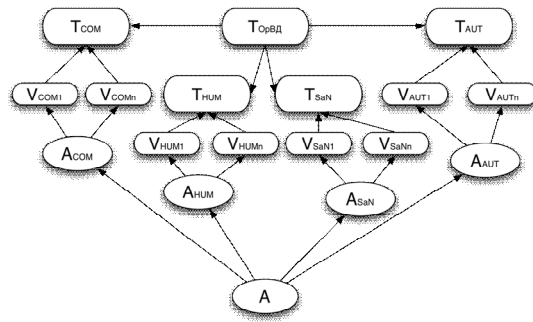 TCOM TОрВД TAUT
THUM TSaN
VCOM1 VCOMn VAUT1 VAUTn
VHUM1 VHUMn VSaN1 VSaNn
ACOM AAUT
AHUM ASaN
A